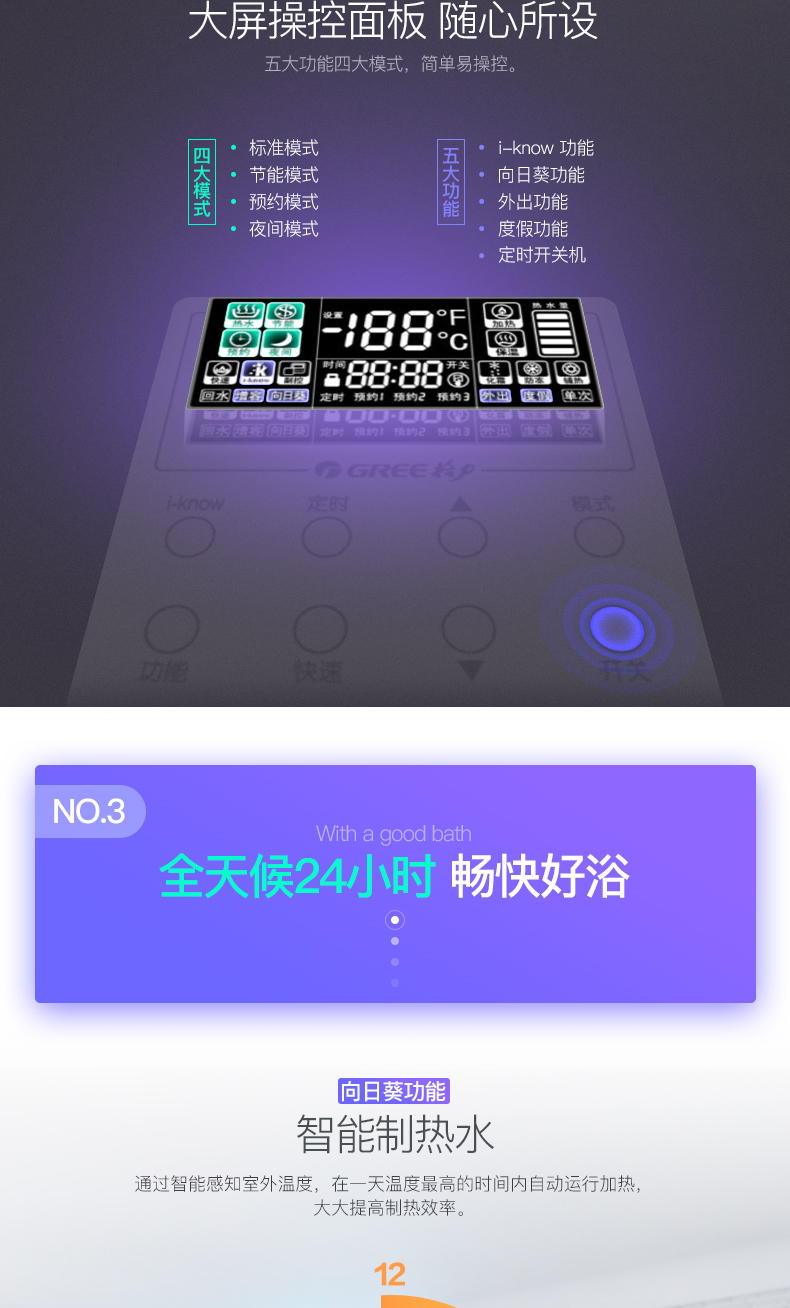 大屏操控面板 随心所设
五大功能四大模式，简单易操控。
四大模式
标准模式
节能模式
预约模式
夜间模式
五大功能
i-know 功能
向日葵功能
外出功能
度假功能
定时开关机
热水 节能
预约 夜间
快速 i-know 副控
回水 增容 向日葵
设置 -188°F °C
时间 88:88 开关
定时 预约1 预约2 预约3
加热 热水量
保温
化霜 防冻 辅热
外出 度假 单次
GREE格力
i-know 定时 ▲ 模式
功能 快速 ▼ 开关
NO.3
With a good bath
全天候24小时 畅快好浴
向日葵功能
智能制热水
通过智能感知室外温度，在一天温度最高的时间内自动运行加热，
大大提高制热效率。
12